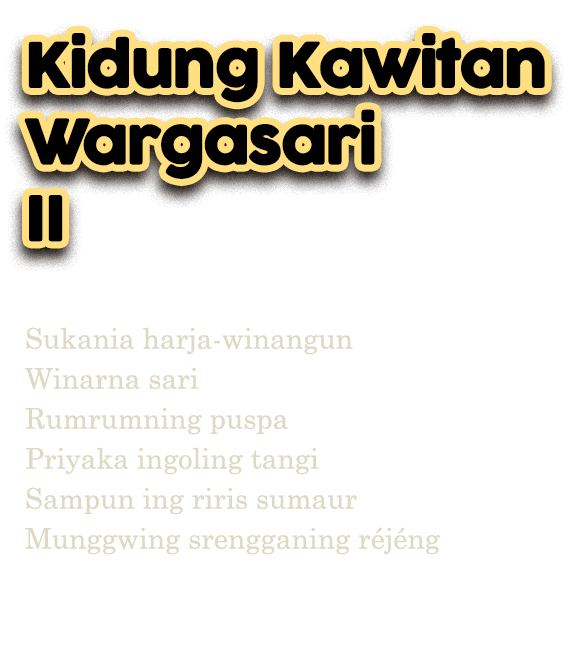 Kidung Kawitan
Wargasari
II
Sukania harja-winangun
Winarna sari
Rumrumning puspa
Priyaka ingoling tangi
Sampun ing riris sumaur
Munggwing srengganing réjéng